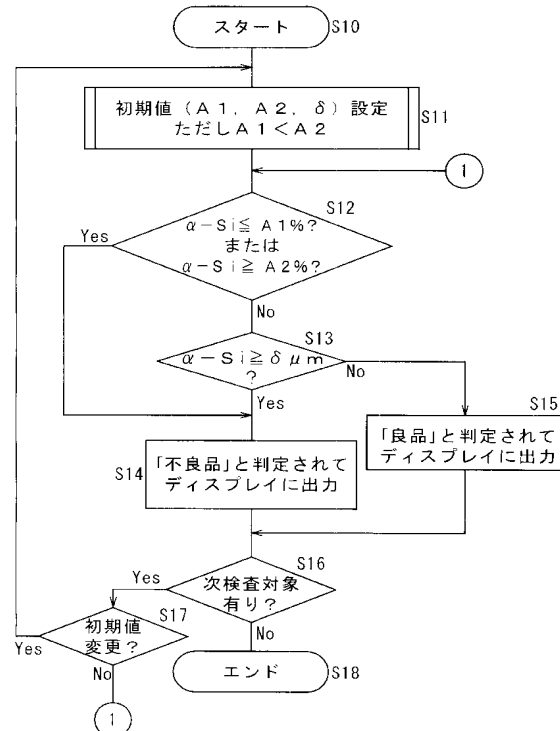 スタート
S10
初期値(A1,A2,δ)設定
ただしA1<A2
S11
1
S12
α-Si≦A1%?
または
α-Si≧A2%?
Yes
No
S13
α-Si≧δμm
?
No
Yes
S15
「良品」と判定されて
ディスプレイに出力
S14
「不良品」と判定されて
ディスプレイに出力
S16
次検査対象
有り?
Yes
No
S17
初期値
変更?
Yes
No
エンド
S18
1